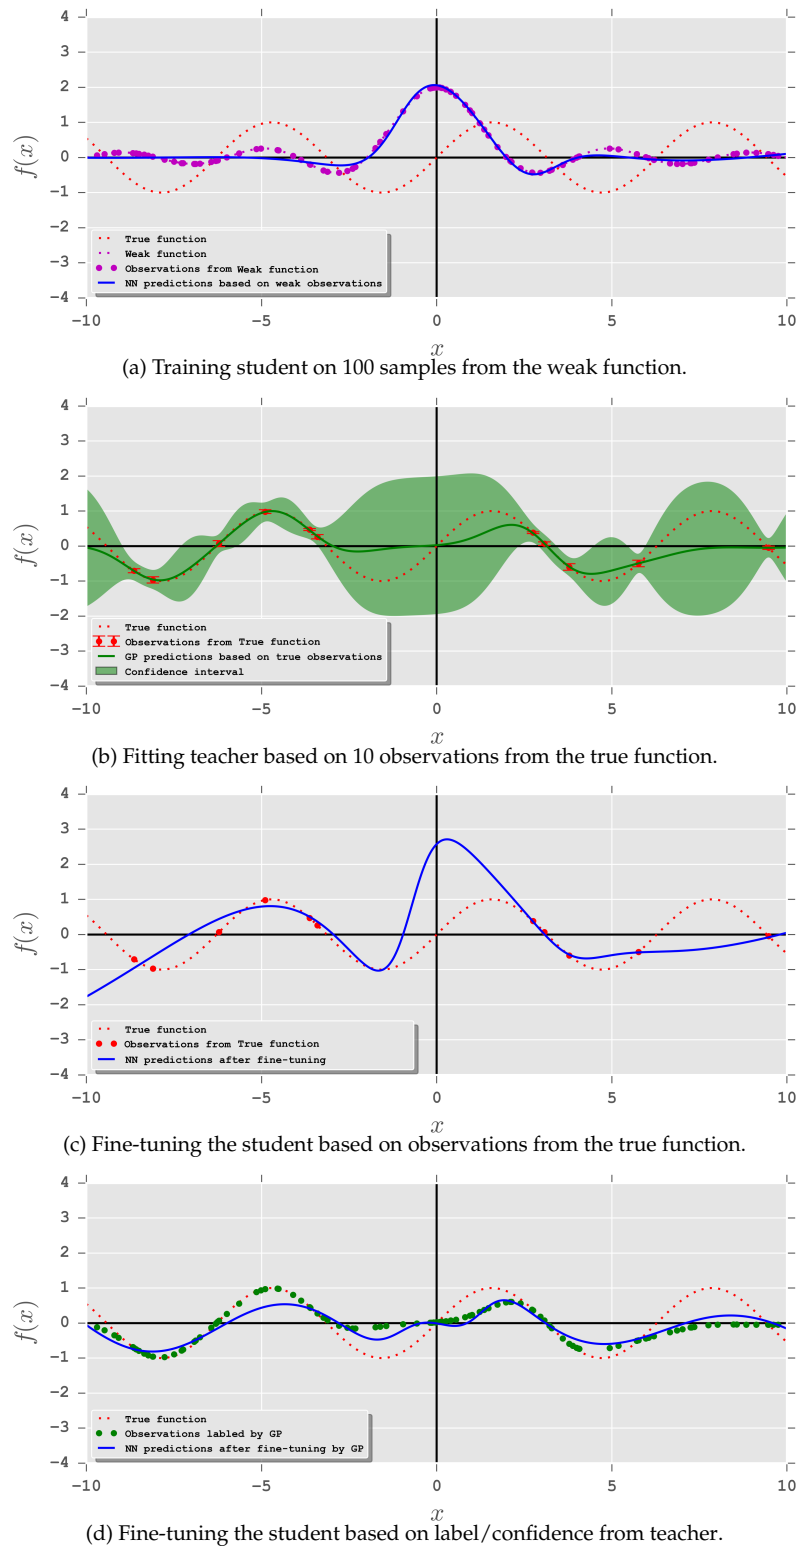 4
3
2
1
0
−1
−2
−3
−4
f(x)
True function
Weak function
Observations from Weak function
NN predictions based on weak observations
−10 −5 0 5 10
x
(a) Training student on 100 samples from the weak function.
4
3
2
1
0
−1
−2
−3
−4
f(x)
True function
Observations from True function
GP predictions based on true observations
Confidence interval
−10 −5 0 5 10
x
(b) Fitting teacher based on 10 observations from the true function.
4
3
2
1
0
−1
−2
−3
−4
f(x)
True function
Observations from True function
NN predictions after fine-tuning
−10 −5 0 5 10
x
(c) Fine-tuning the student based on observations from the true function.
4
3
2
1
0
−1
−2
−3
−4
f(x)
True function
Observations labled by GP
NN predictions after fine-tuning by GP
−10 −5 0 5 10
x
(d) Fine-tuning the student based on label/confidence from teacher.